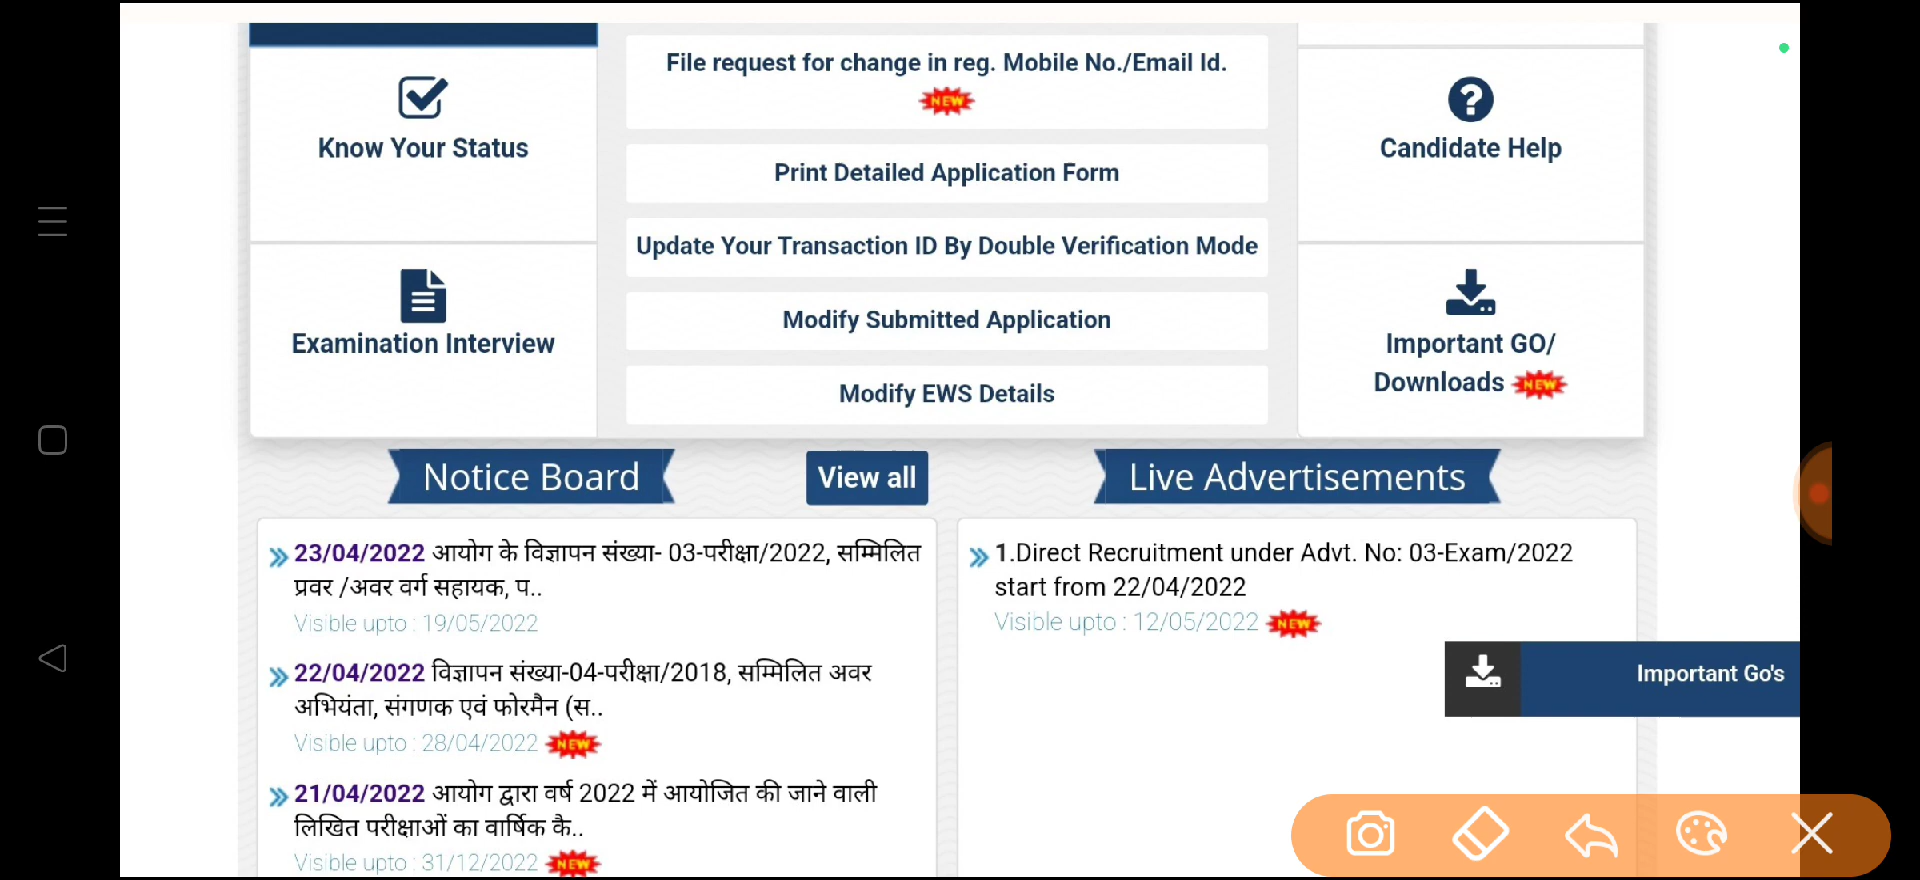 Know Your Status
Examination Interview
File request for change in reg. Mobile No./Email Id.
NEW
Print Detailed Application Form
Update Your Transaction ID By Double Verification Mode
Modify Submitted Application
Modify EWS Details
Candidate Help
Important GO/
Downloads NEW
Notice Board
View all
23/04/2022 आयोग के विज्ञापन संख्या- 03-परीक्षा/2022, सम्मिलित
प्रवर /अवर वर्ग सहायक, प..
Visible upto : 19/05/2022
22/04/2022 विज्ञापन संख्या-04-परीक्षा/2018, सम्मिलित अवर
अभियंता, संगणक एवं फोरमैन (स..
Visible upto : 28/04/2022 NEW
21/04/2022 आयोग द्वारा वर्ष 2022 में आयोजित की जाने वाली
लिखित परीक्षाओं का वार्षिक कै..
Visible upto : 31/12/2022 NEW
Live Advertisements
1.Direct Recruitment under Advt. No: 03-Exam/2022
start from 22/04/2022
Visible upto : 12/05/2022 NEW
Important Go's